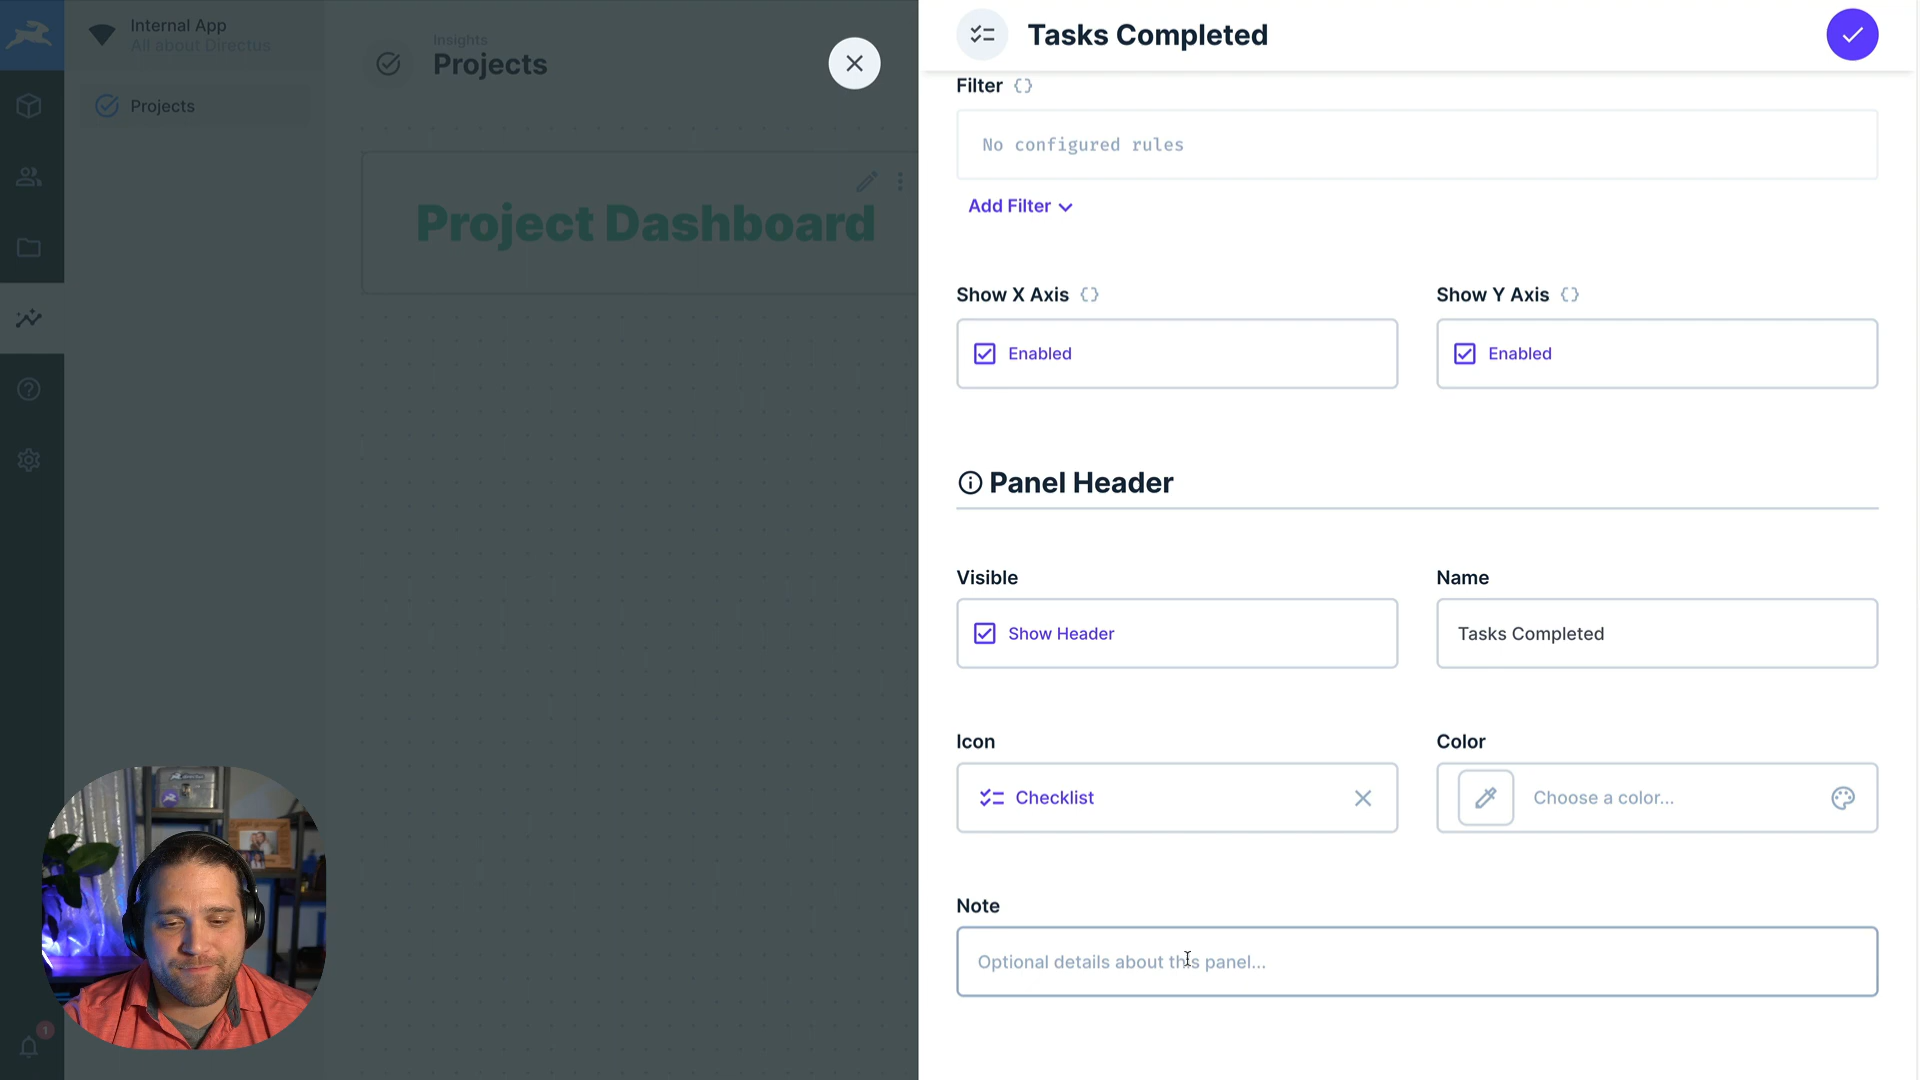 Internal App
All about Directus
Projects
Insights
Projects
Project Dashboard
Tasks Completed
Filter {}
No configured rules
Add Filter
Show X Axis {}
Show Y Axis {}
Enabled
Enabled
Panel Header
Visible
Name
Show Header
Tasks Completed
Icon
Color
Checklist
Choose a color...
Note
Optional details about this panel...
1